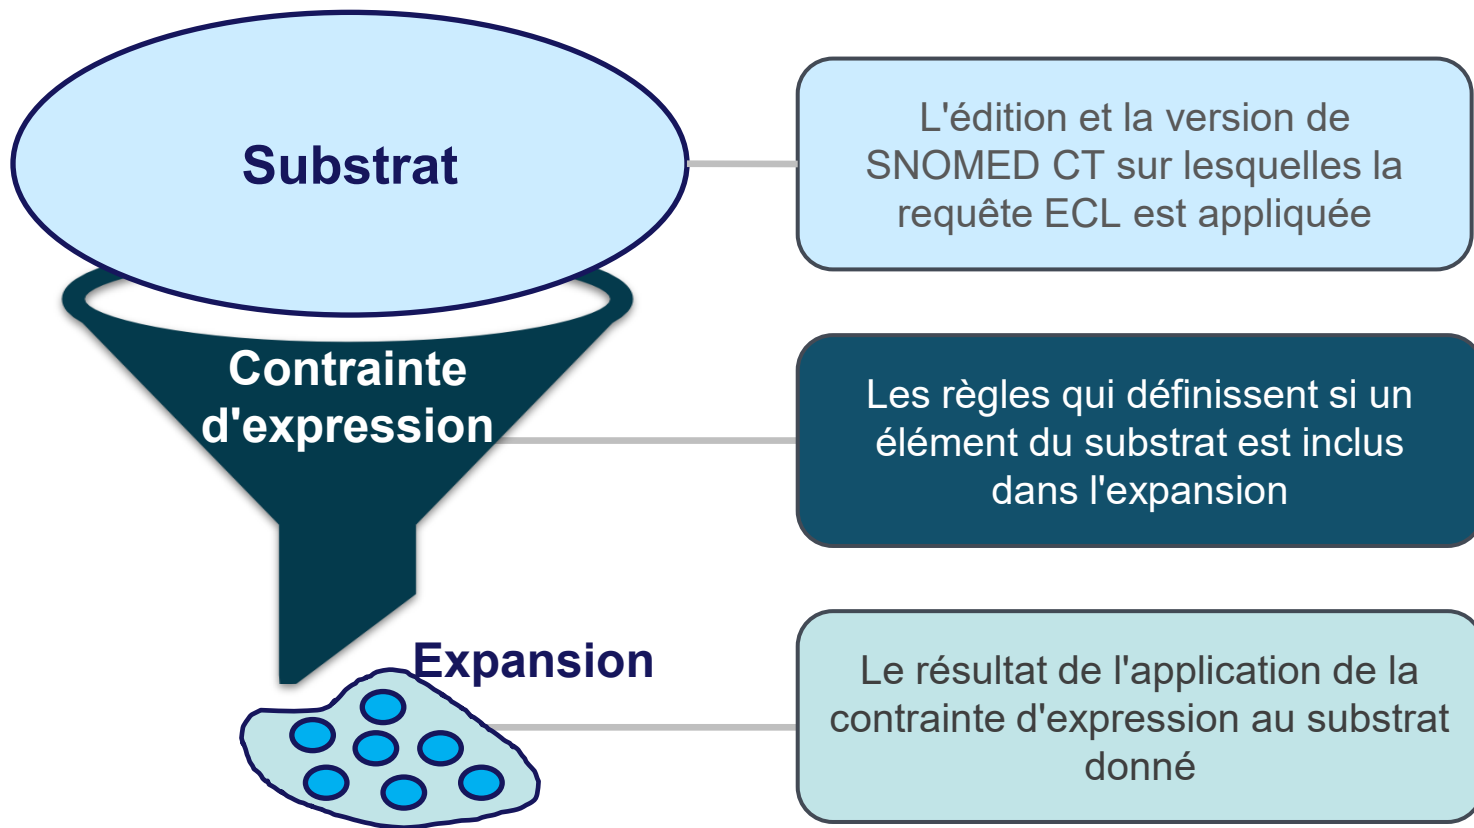 Substrat
L'édition et la version de
SNOMED CT sur lesquelles la
requête ECL est appliquée
Contrainte
d'expression
Les règles qui définissent si un
élément du substrat est inclus
dans l'expansion
Expansion
Le résultat de l'application de la
contrainte d'expression au substrat
donné